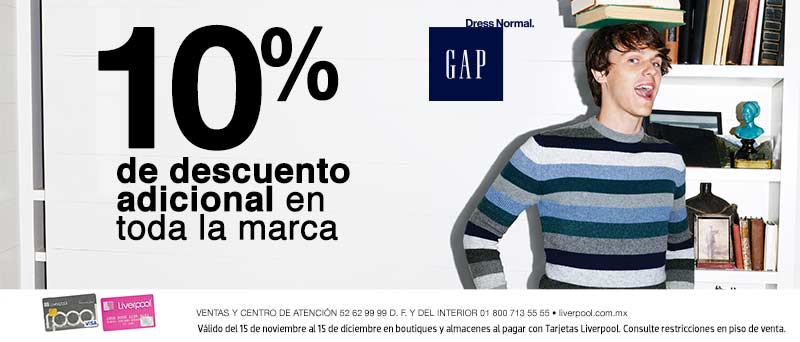 Dress Normal.
GAP
10%
de descuento
adicional en
toda la marca
Liverpool
VISA
Liverpool
VENTAS Y CENTRO DE ATENCIÓN 52 62 99 99 D. F. Y DEL INTERIOR 01 800 713 55 55 • liverpool.com.mx
Válido del 15 de noviembre al 15 de diciembre en boutiques y almacenes al pagar con Tarjetas Liverpool. Consulte restricciones en piso de venta.